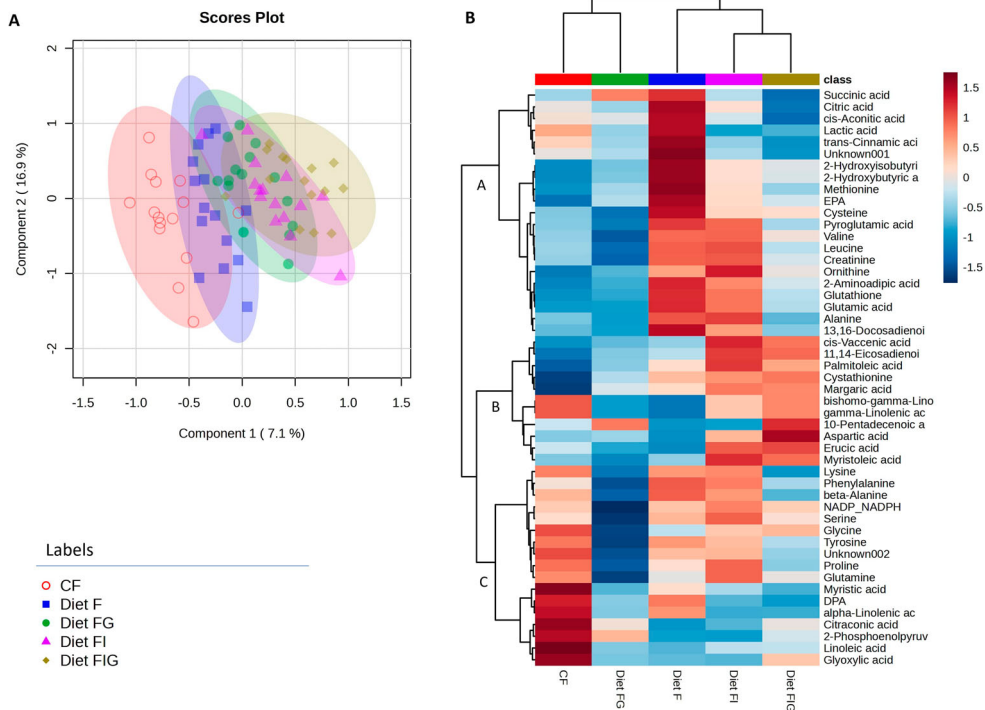 A
Scores Plot
Component 2 ( 16.9 %)
2
1
0
-1
-2
-1.5
-1.0
-0.5
0.0
0.5
1.0
1.5
Component 1 ( 7.1 %)
Labels
CF
Diet F
Diet FG
Diet FI
Diet FIG
B
class
Succinic acid
Citric acid
cis-Aconitic acid
Lactic acid
trans-Cinnamic aci
Unknown001
2-Hydroxyisobutyri
2-Hydroxybutyric a
Methionine
EPA
Cysteine
Pyroglutamic acid
Valine
Leucine
Creatinine
Ornithine
2-Aminoadipic acid
Glutathione
Glutamic acid
Alanine
13,16-Docosadienoi
cis-Vaccenic acid
11,14-Eicosadienoi
Palmitoleic acid
Cystathionine
Margaric acid
bishomo-gamma-Lino
gamma-Linolenic ac
10-Pentadecenoic a
Aspartic acid
Erucic acid
Myristoleic acid
Lysine
Phenylalanine
beta-Alanine
NADP_NADPH
Serine
Glycine
Tyrosine
Unknown002
Proline
Glutamine
Myristic acid
DPA
alpha-Linolenic ac
Citraconic acid
2-Phosphoenolpyruv
Linoleic acid
Glyoxylic acid
A
B
C
CF
Diet FG
Diet F
Diet FI
Diet FIG
1.5
1
0.5
0
-0.5
-1
-1.5